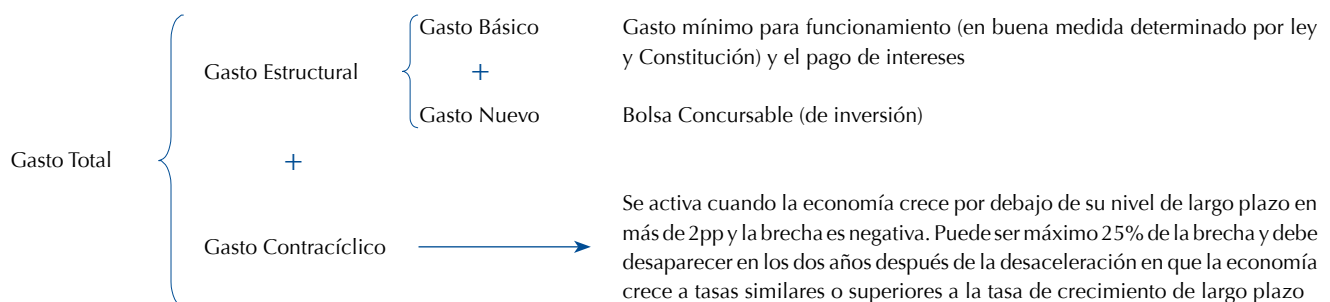 Gasto Básico
Gasto mínimo para funcionamiento (en buena medida determinado por ley
y Constitución) y el pago de intereses
Gasto Estructural
+
Gasto Nuevo
Bolsa Concursable (de inversión)
Gasto Total
+
Se activa cuando la economía crece por debajo de su nivel de largo plazo en
más de 2pp y la brecha es negativa. Puede ser máximo 25% de la brecha y debe
Gasto Contracíclico
desaparecer en los dos años después de la desaceleración en que la economía
crece a tasas similares o superiores a la tasa de crecimiento de largo plazo